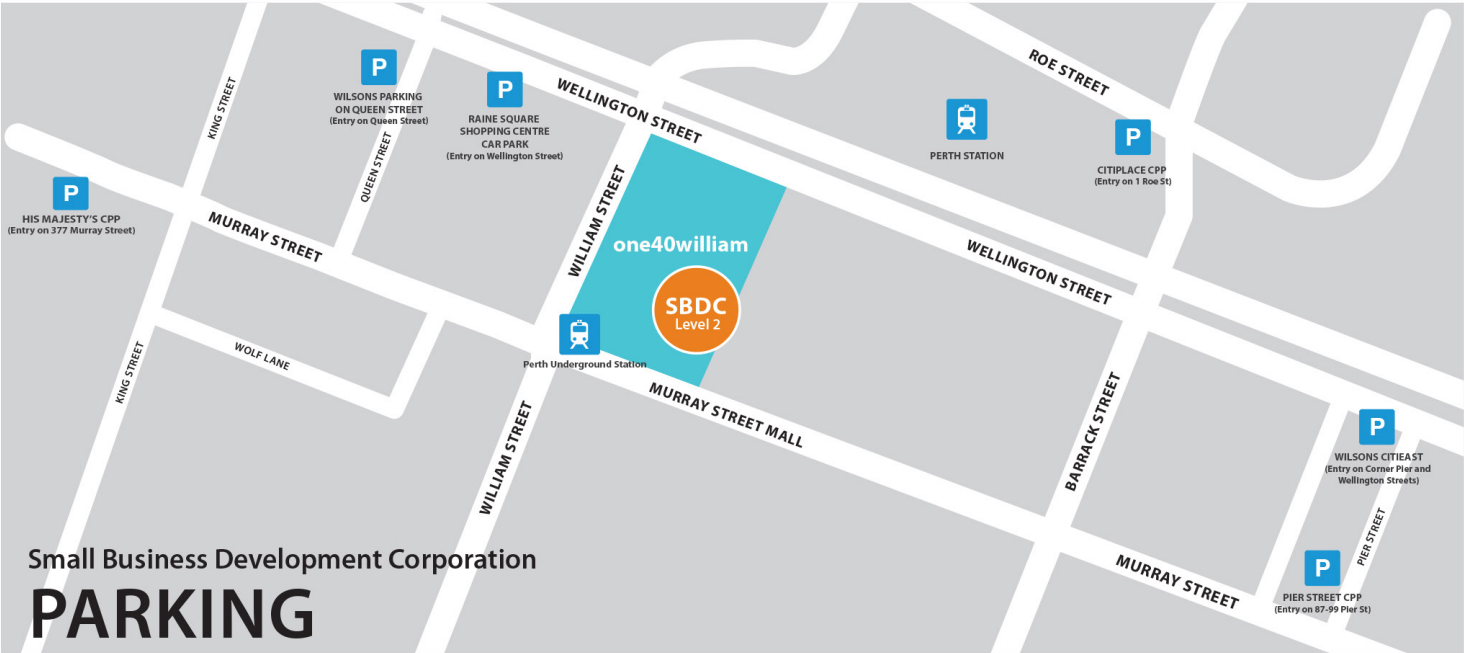 KING STREET
P
WILSONS PARKING
ON QUEEN STREET
(Entry on Queen Street)
QUEEN STREET
P
RAINE SQUARE
SHOPPING CENTRE
CAR PARK
(Entry on Wellington Street)
WELLINGTON STREET
ROE STREET
PERTH STATION
P
CITIPLACE CPP
(Entry on 1 Roe St)
P
HIS MAJESTY'S CPP
(Entry on 377 Murray Street)
MURRAY STREET
WILLIAM STREET
one40william
SBDC
Level 2
WELLINGTON STREET
KING STREET
WOLF LANE
Perth Underground Station
MURRAY STREET MALL
WILLIAM STREET
BARRACK STREET
P
WILSONS CITIEAST
(Entry on Corner Pier and
Wellington Streets)
PIER STREET
MURRAY STREET
P
PIER STREET CPP
(Entry on 87-99 Pier St)
Small Business Development Corporation
PARKING